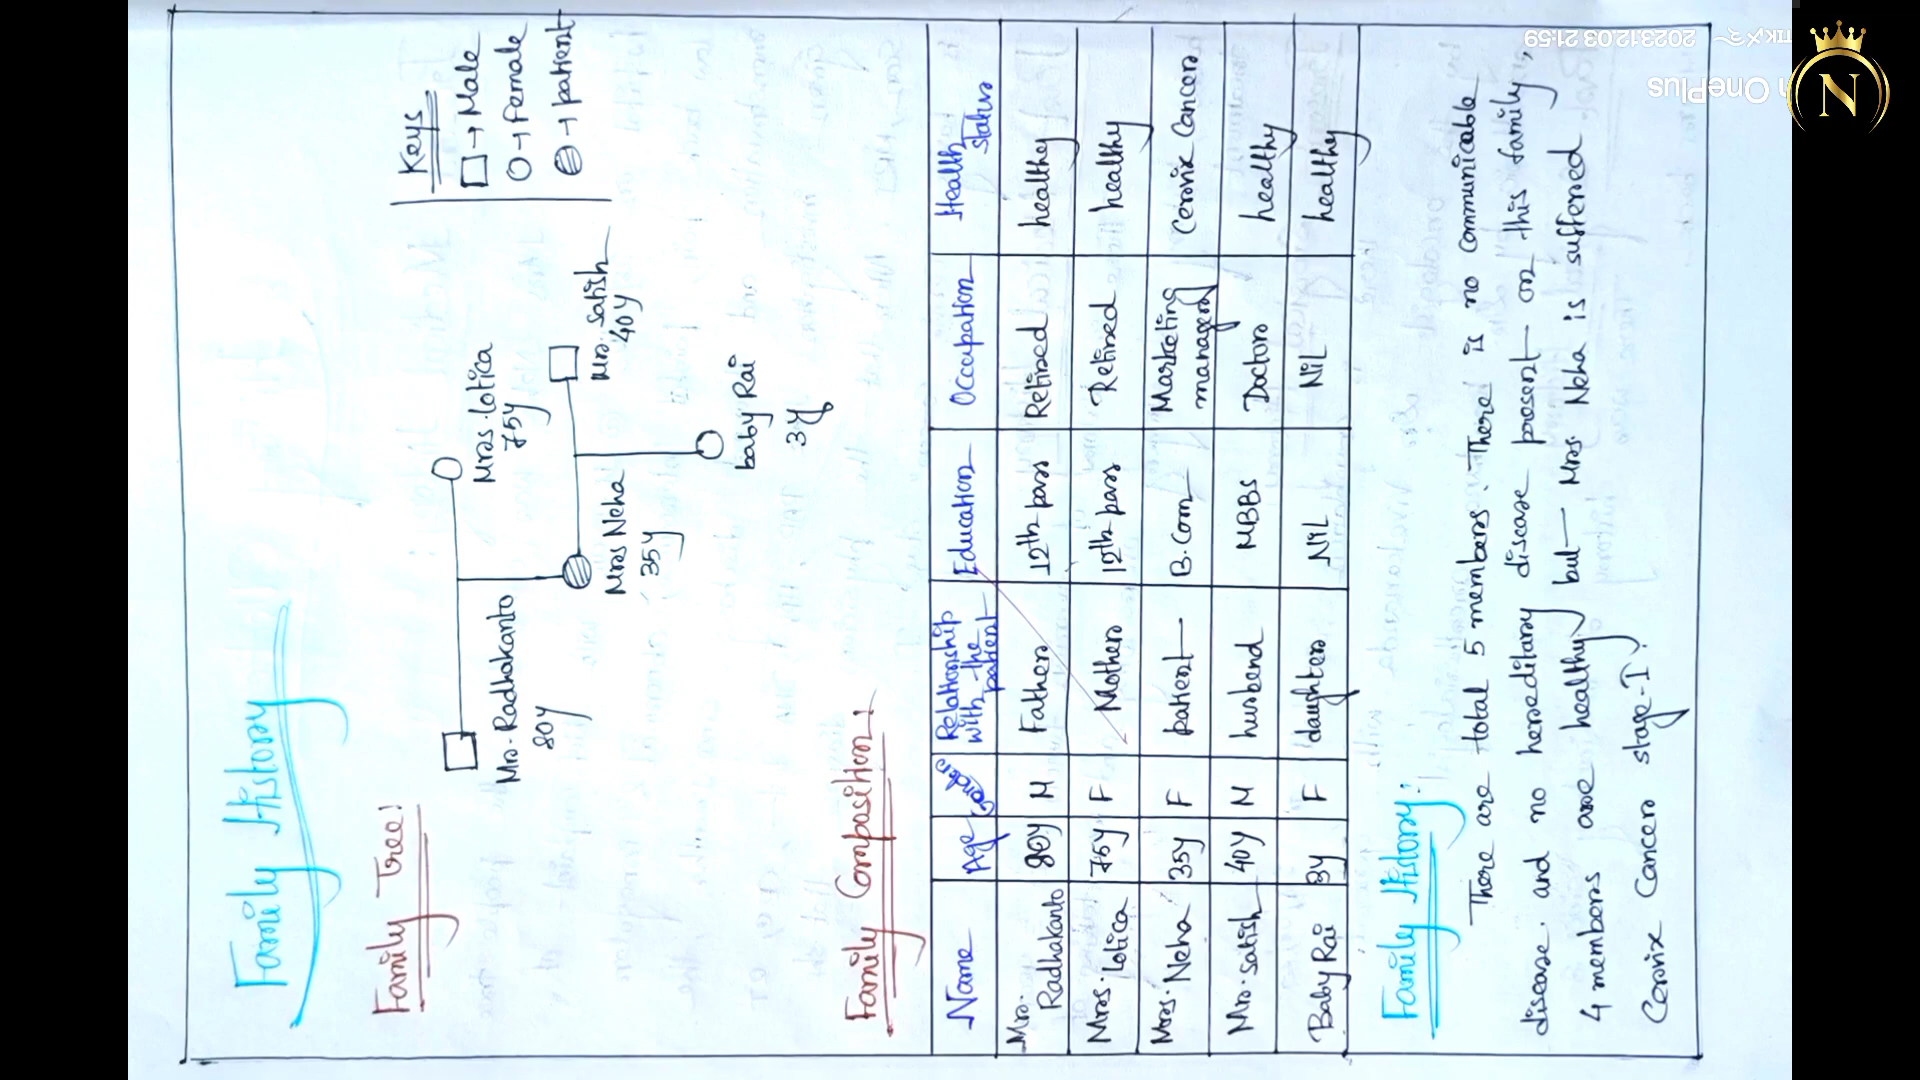 Family History
Family Tree:
Keys
□ → Male
○ → Female
→ patient
Mrs. Lotica
75y
Mr. Radhakanto
80y
Mr. Satish
40y
Mrs Neha
35y
baby Rai
3y
Family Composition:
Name Age Gender Relationship with the patient Education Occupation Health status
Mr. Radhakanto 80y M Father 12th pass Retired healthy
Mrs. Lotica 75y F Mother 12th pass Retired healthy
Mrs. Neha 35y F patient B.Com Marketing manager Cervix Cancer
Mr. Satish 40y M husbend MBBS Doctor healthy
Baby Rai 3y F daughter Nil Nil healthy
Family History:
There are total 5 members. There is no communicable
disease and no hereditary disease present on this family,
4 members are healthy but Mrs Neha is suffered
Cervix Cancer stage-I.
N
2023.12.03 21:59
OnePlus